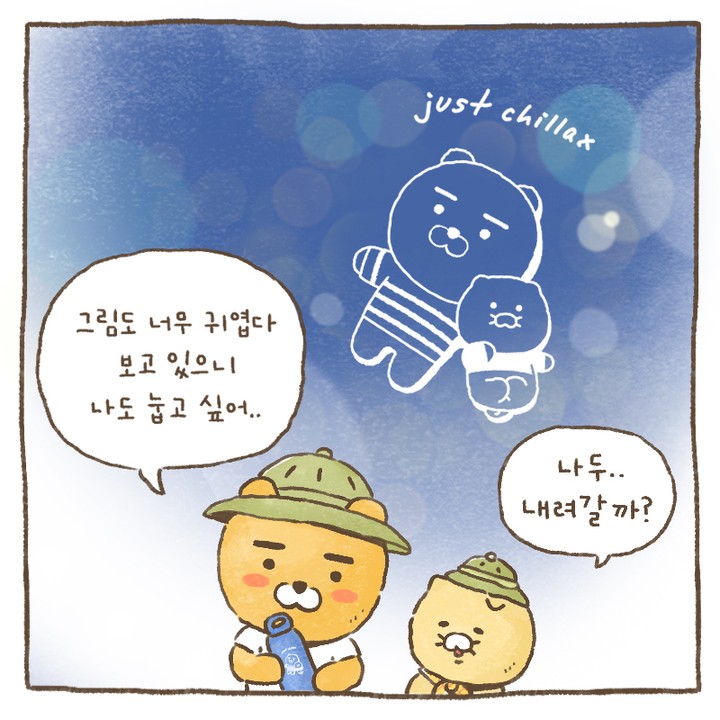 just chillax
그림도 너무 귀엽다
보고 있으니
나도 눕고 싶어..
나두..
내려갈까?